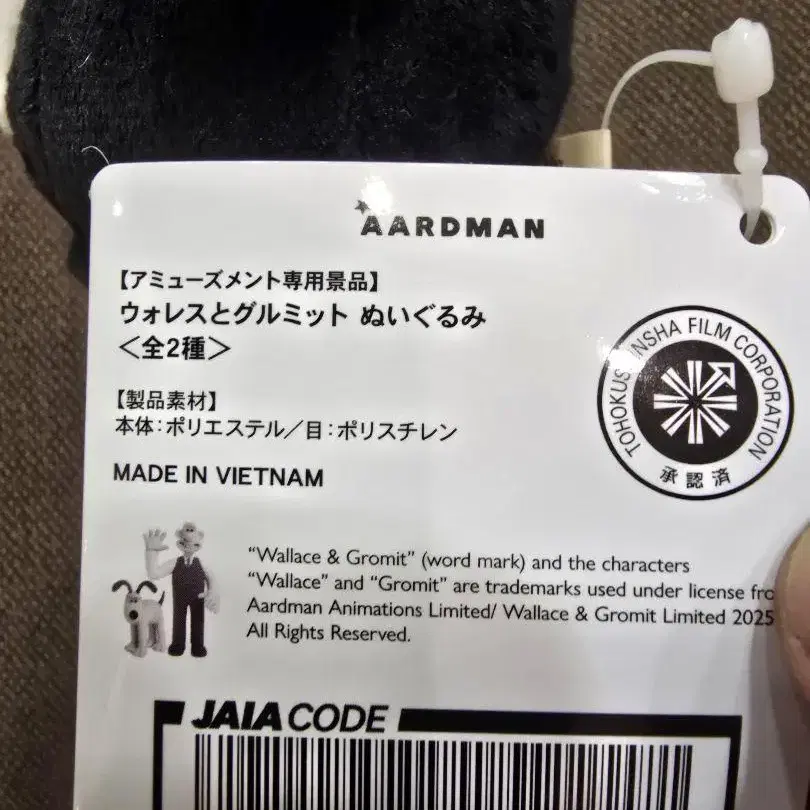 AARDMAN
【アミューズメント専用景品】
ウォレスとグルミット ぬいぐるみ
＜全2種＞
【製品素材】
本体：ポリエステル／目：ポリスチレン
MADE IN VIETNAM
FILM CORPORATION
承認済
“Wallace & Gromit” (word mark) and the characters
“Wallace” and “Gromit” are trademarks used under license
Aardman Animations Limited/ Wallace & Gromit Limited 2025
All Rights Reserved.
JAIA CODE